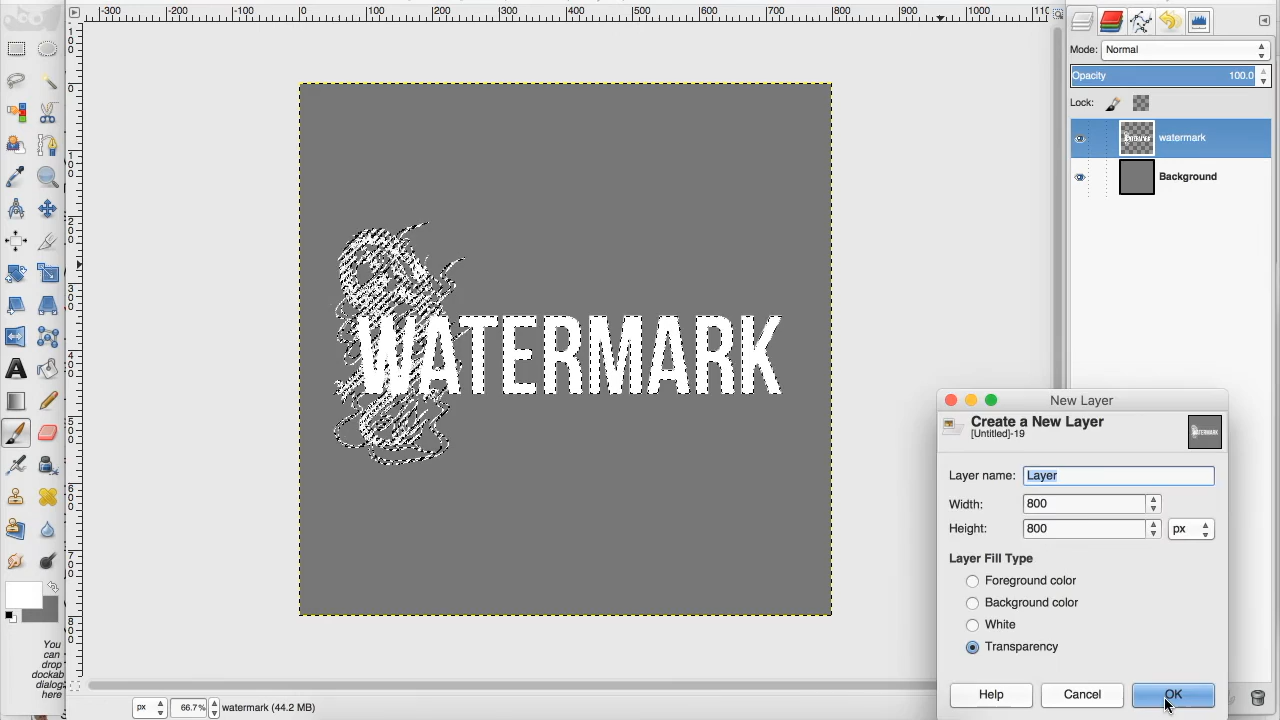 -300 -200 -100 0 100 200 300 400 500 600 700 800 900 1000
Mode: Normal
Opacity 100.0
Lock:
watermark
Background
WATERMARK
New Layer
Create a New Layer
[Untitled]-19
WATERMARK
Layer name: Layer
Width: 800
Height: 800 px
Layer Fill Type
Foreground color
Background color
White
Transparency
Help Cancel OK
You
can
drop
dockab
dialog
here
px 66.7% watermark (44.2 MB)